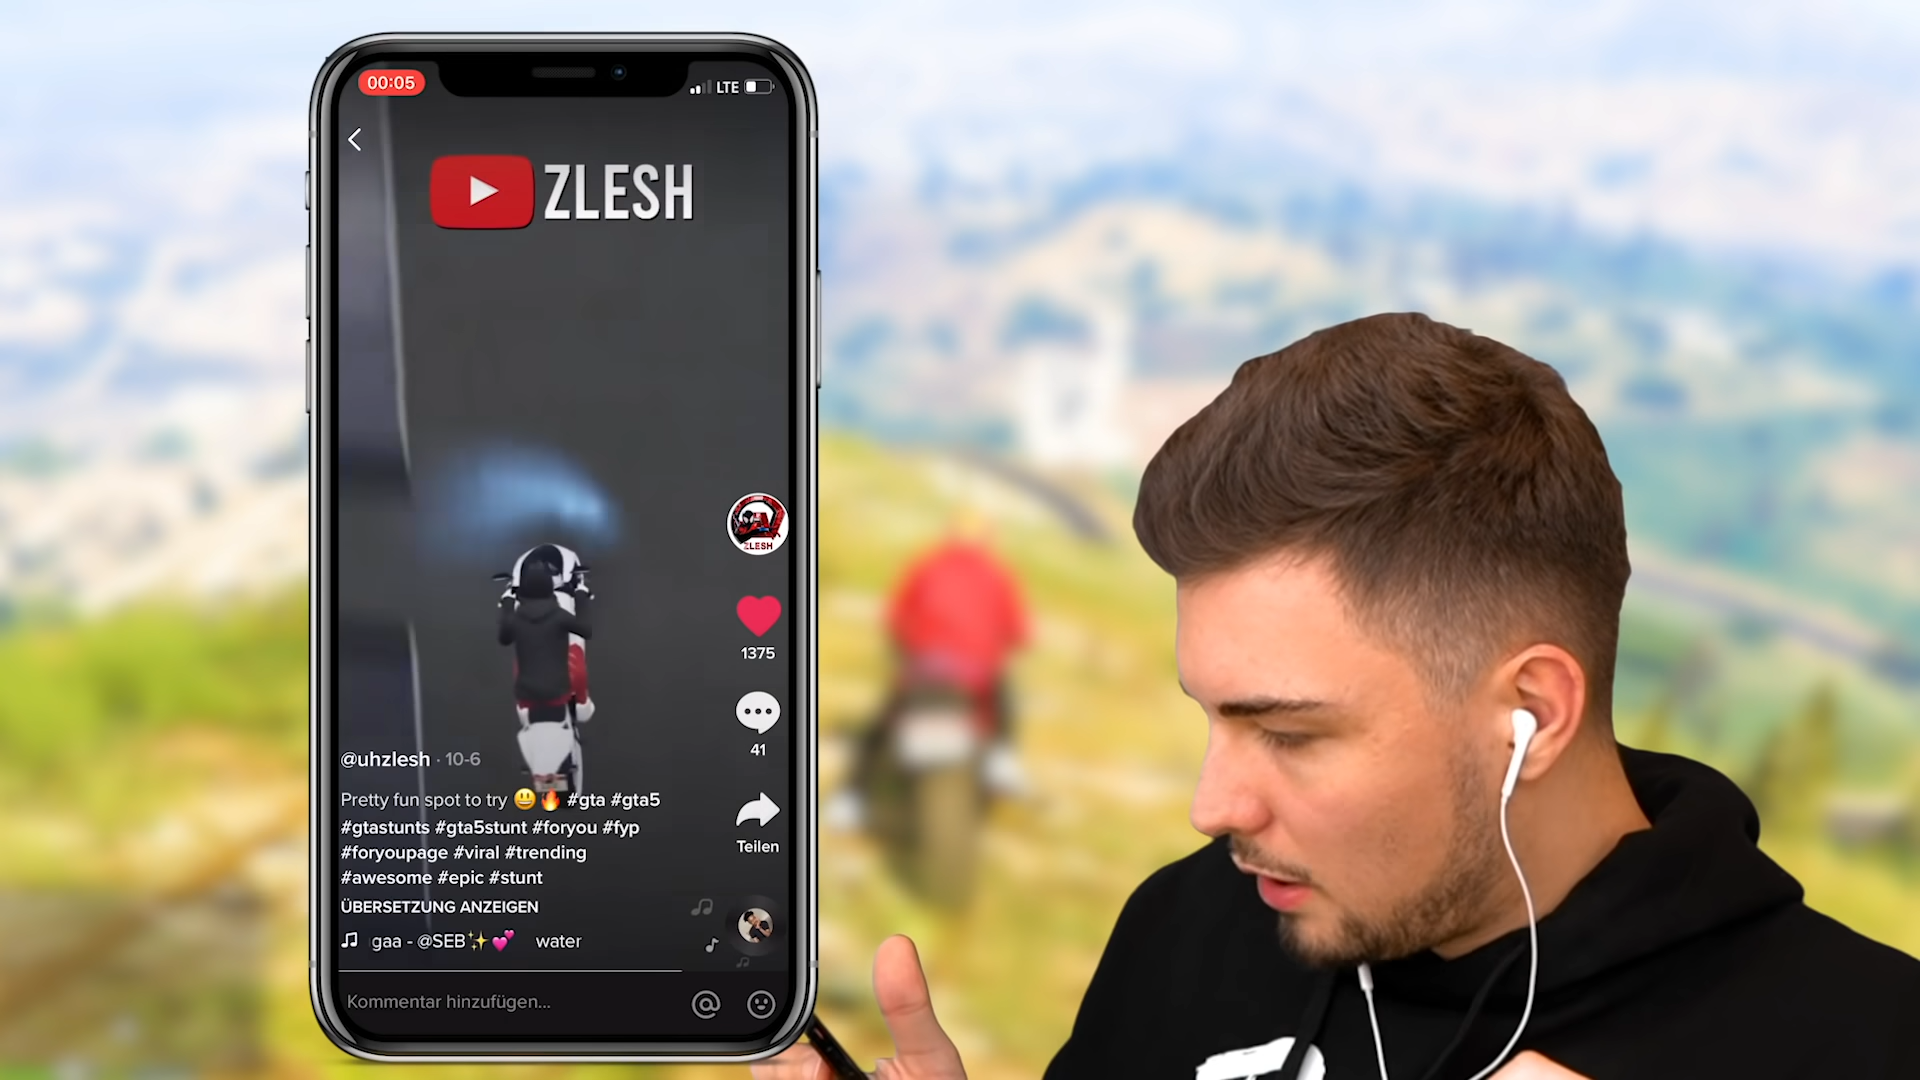 00:05
LTE
ZLESH
ZLESH
1375
41
@uhzlesh · 10-6
Pretty fun spot to try 😃🔥 #gta #gta5
#gtastunts #gta5stunt #foryou #fyp
#foryoupage #viral #trending
#awesome #epic #stunt
Teilen
ÜBERSETZUNG ANZEIGEN
gaa - @SEB✨💕 water
Kommentar hinzufügen...